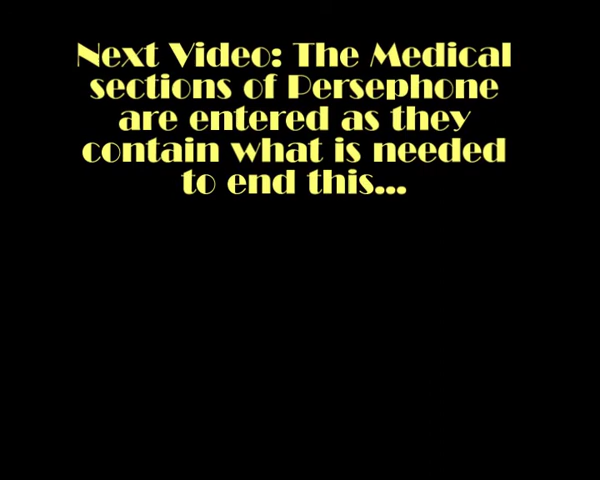 Next Video: The Medical
sections of Persephone
are entered as they
contain what is needed
to end this...